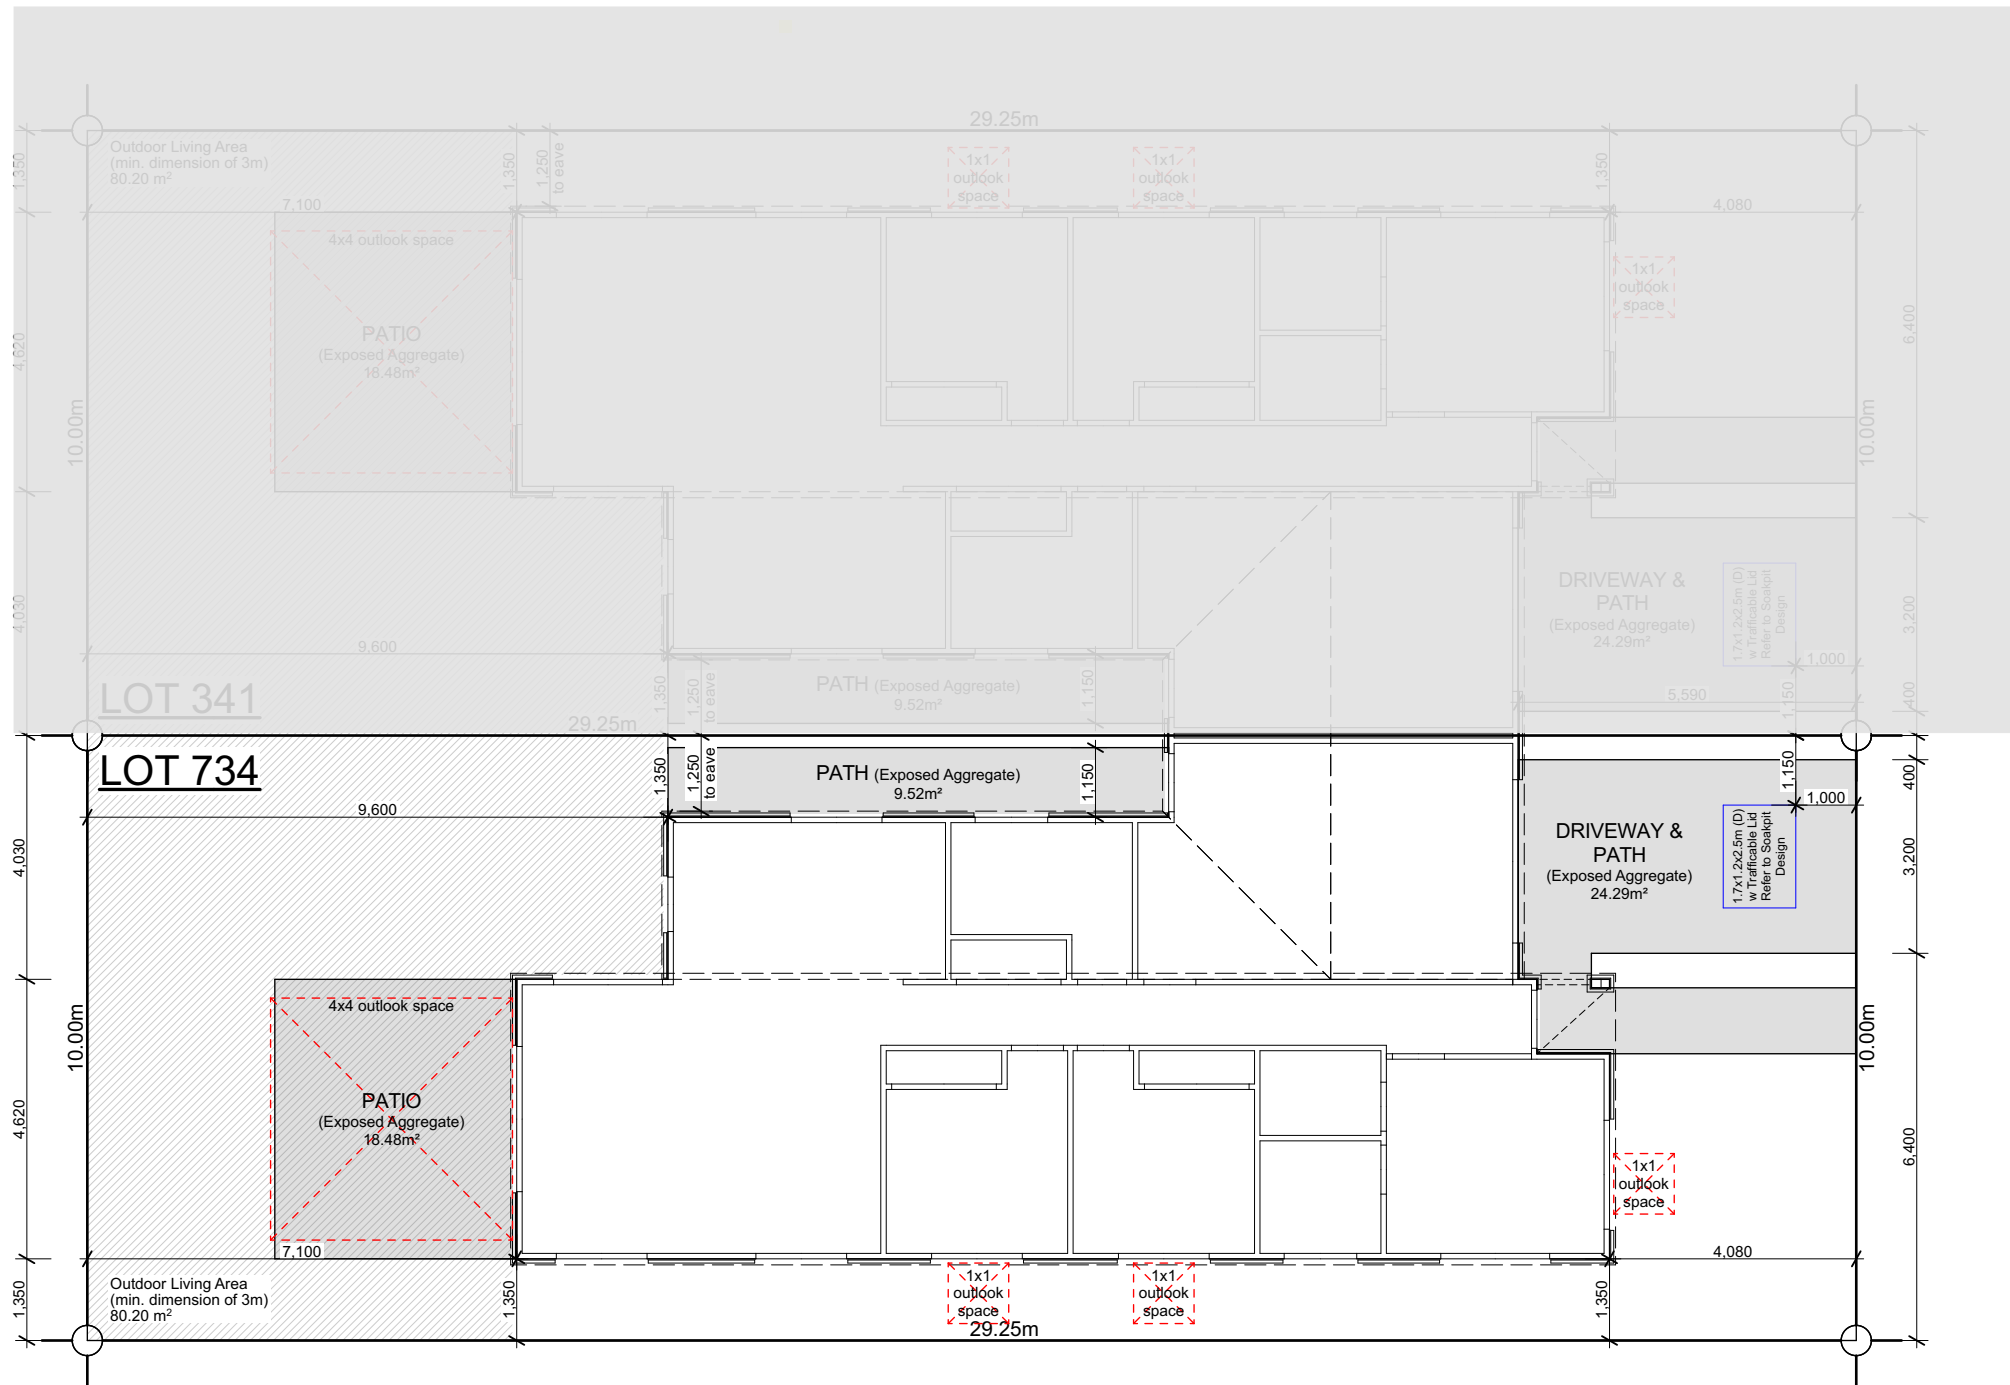 29.25m
Outdoor Living Area
(min. dimension of 3m)
80.20 m²
1,350
1,350
1,250
to eave
1x1
outlook
space
1x1
outlook
space
1,350
7,100
4,080
4x4 outlook space
1x1
outlook
space
PATIO
(Exposed Aggregate)
18.48m²
4,620
6,400
10.00m
10.00m
4,030
DRIVEWAY &
PATH
(Exposed Aggregate)
24.29m²
1.7x1.2x2.5m (D)
w Trafficable Lid
Refer to Soakpit
Design
3,200
9,600
1,000
LOT 341
1,350
1,250
to eave
PATH (Exposed Aggregate)
9.52m²
1,150
5,590
1,150
400
29.25m
LOT 734
1,350
1,250
to eave
PATH (Exposed Aggregate)
9.52m²
1,150
1,150
400
1,000
9,600
4,030
DRIVEWAY &
PATH
(Exposed Aggregate)
24.29m²
1.7x1.2x2.5m (D)
w Trafficable Lid
Refer to Soakpit
Design
3,200
4x4 outlook space
10.00m
10.00m
PATIO
(Exposed Aggregate)
18.48m²
4,620
6,400
1x1
outlook
space
7,100
4,080
Outdoor Living Area
(min. dimension of 3m)
80.20 m²
1,350
1,350
1x1
outlook
space
1x1
outlook
space
1,350
29.25m